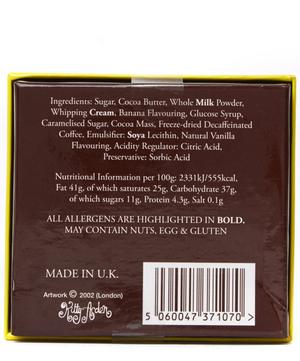 Ingredients: Sugar, Cocoa Butter, Whole Milk Powder,
Whipping Cream, Banana Flavouring, Glucose Syrup,
Caramelised Sugar, Cocoa Mass, Freeze-dried Decaffeinated
Coffee, Emulsifier: Soya Lecithin, Natural Vanilla
Flavouring, Acidity Regulator: Citric Acid,
Preservative: Sorbic Acid
Nutritional Information per 100g: 2331kJ/555kcal,
Fat 41g, of which saturates 25g, Carbohydrate 37g,
of which sugars 11g, Protein 4.3g, Salt 0.1g
ALL ALLERGENS ARE HIGHLIGHTED IN BOLD.
MAY CONTAIN NUTS, EGG & GLUTEN
MADE IN U.K.
Artwork © 2002 (London)
Kitty Arden
5 060047 371070 >